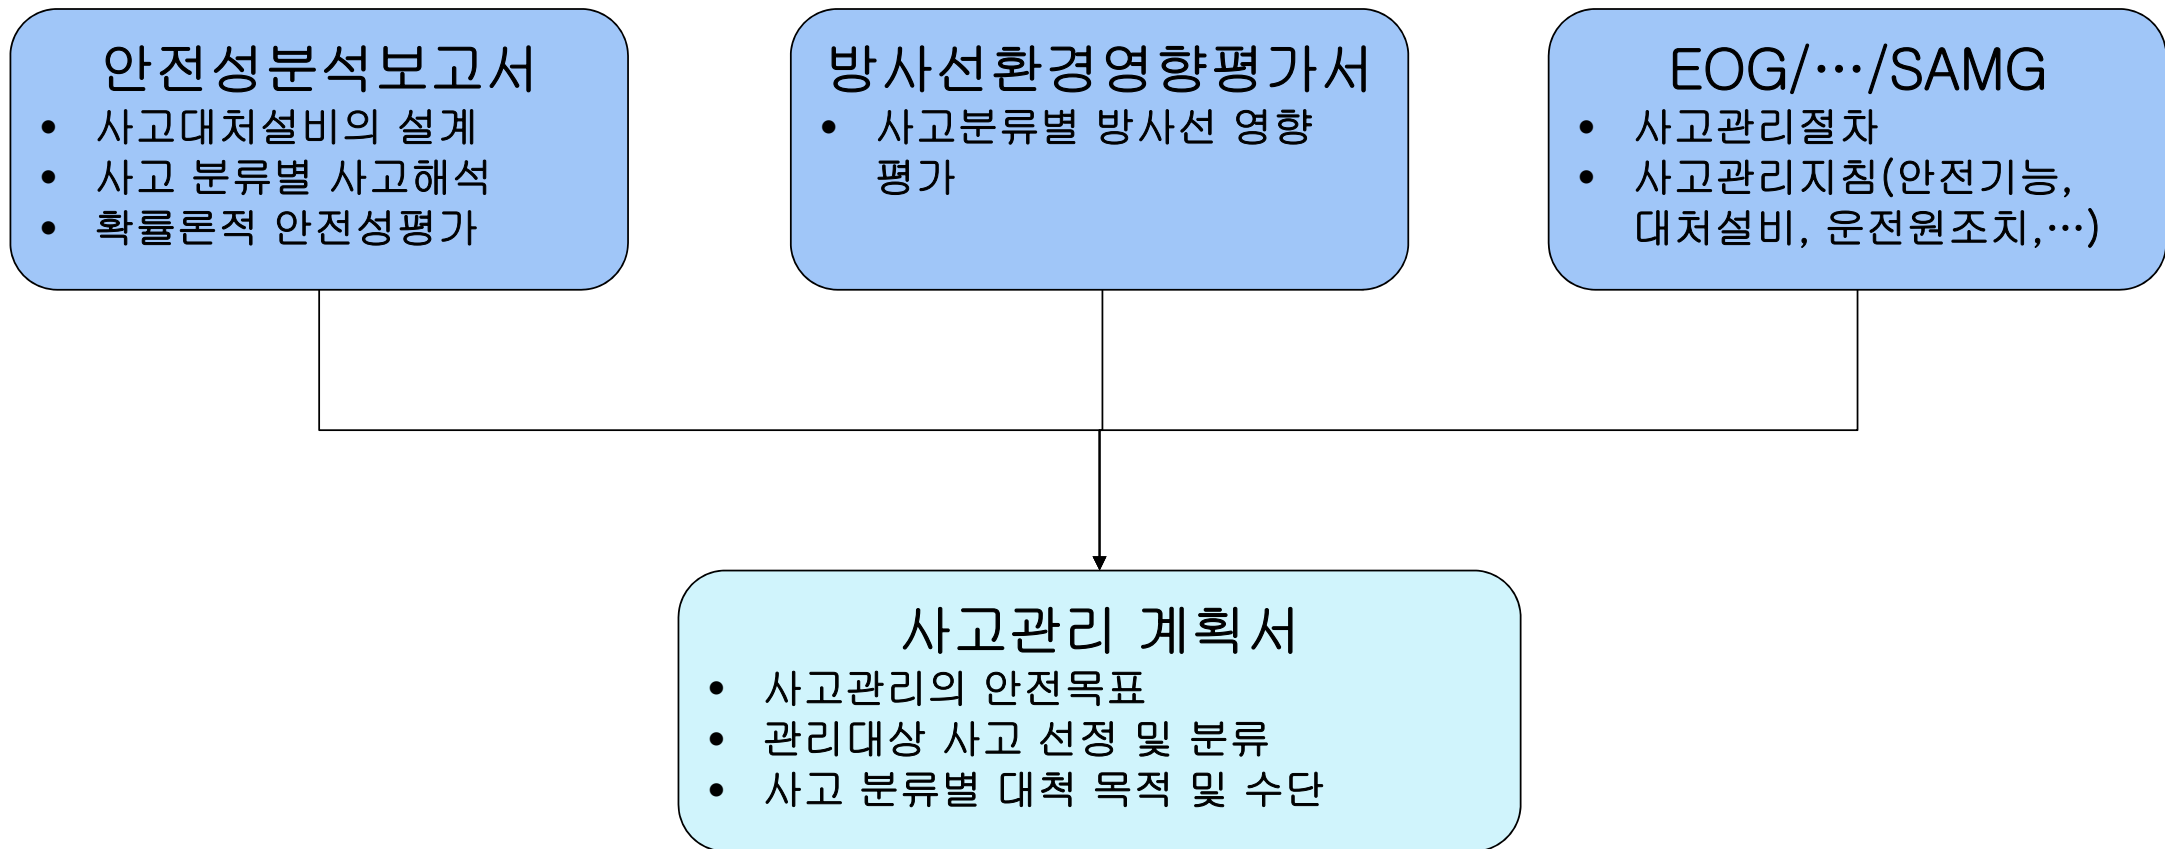 안전성분석보고서
• 사고대처설비의 설계
• 사고 분류별 사고해석
• 확률론적 안전성평가
방사선환경영향평가서
• 사고분류별 방사선 영향
평가
EOG/⋯/SAMG
• 사고관리절차
• 사고관리지침(안전기능,
대처설비, 운전원조치,⋯)
사고관리 계획서
• 사고관리의 안전목표
• 관리대상 사고 선정 및 분류
• 사고 분류별 대척 목적 및 수단